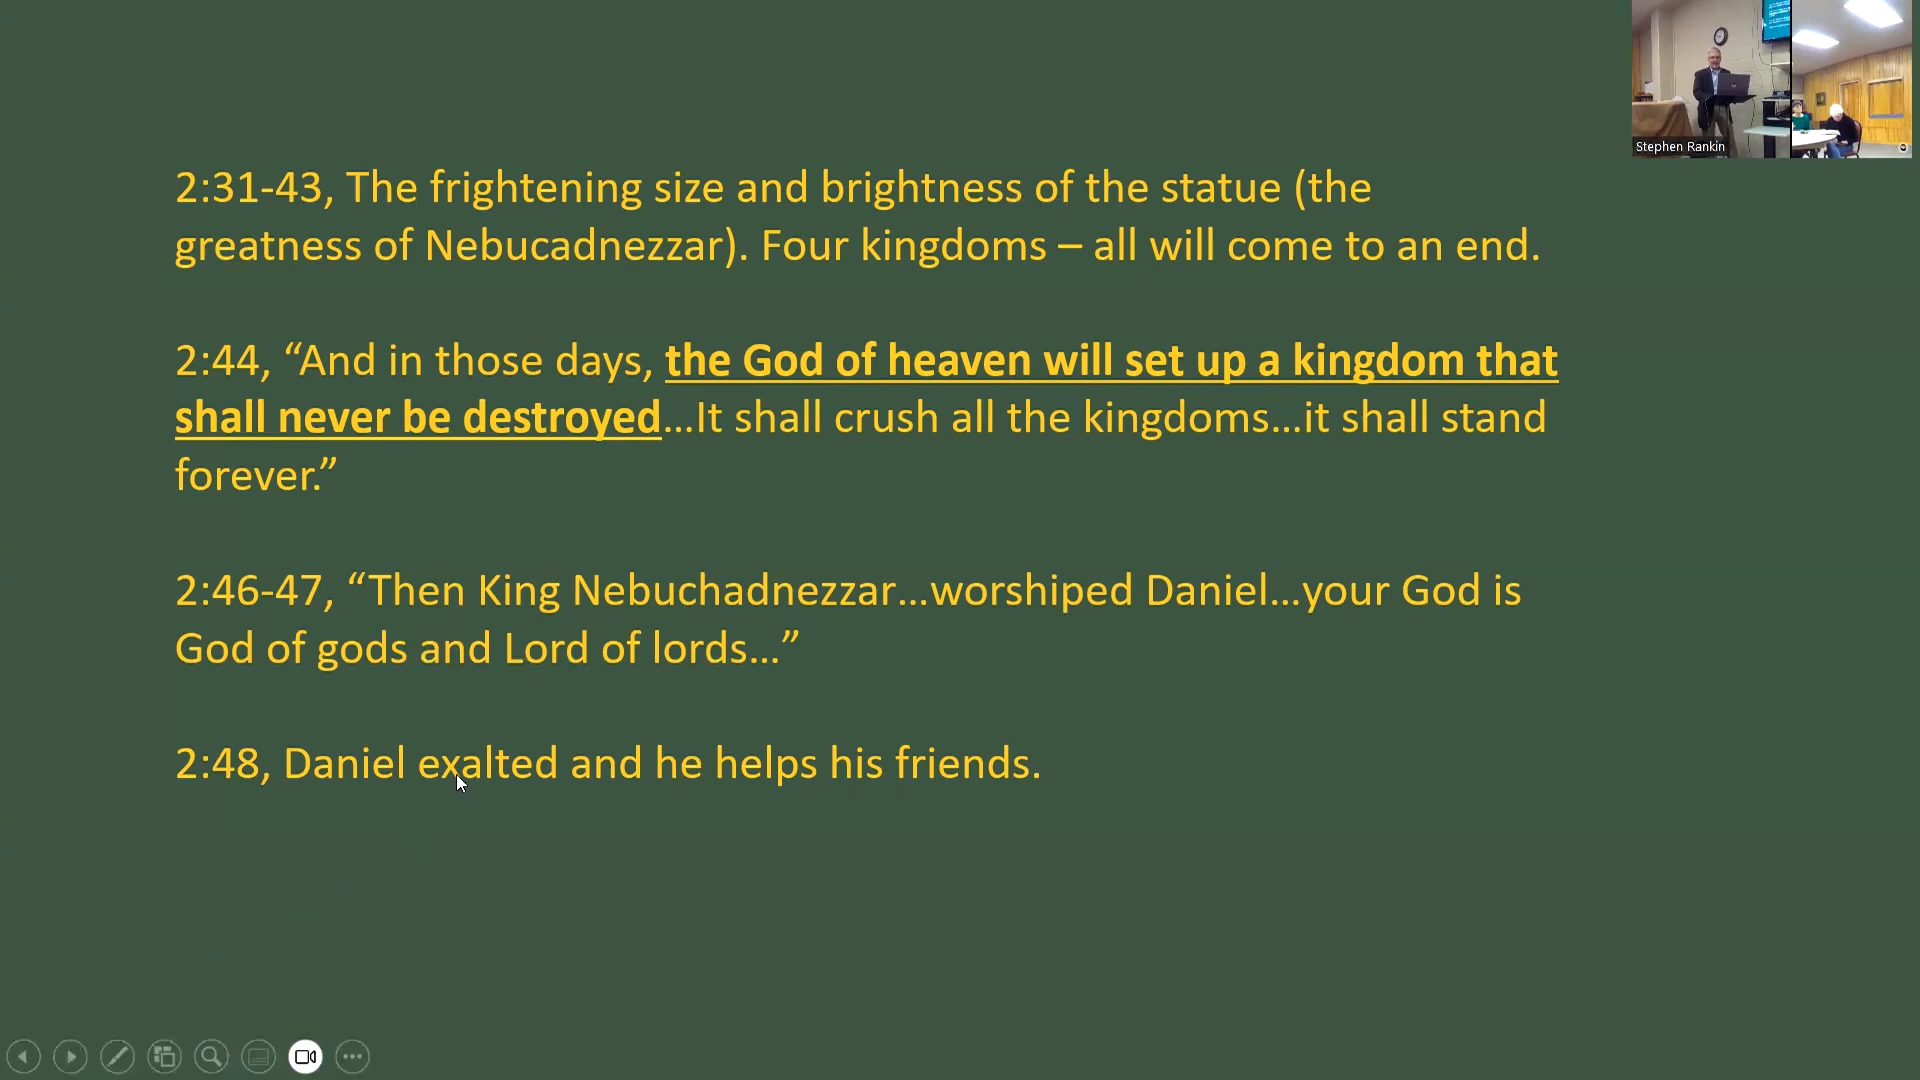 Stephen Rankin
2:31-43, The frightening size and brightness of the statue (the
greatness of Nebucadnezzar). Four kingdoms – all will come to an end.
2:44, “And in those days, the God of heaven will set up a kingdom that
shall never be destroyed…It shall crush all the kingdoms…it shall stand
forever.”
2:46-47, “Then King Nebuchadnezzar…worshiped Daniel…your God is
God of gods and Lord of lords…”
2:48, Daniel exalted and he helps his friends.